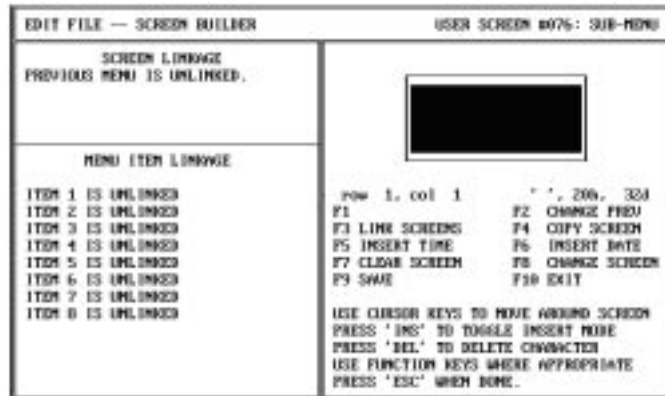 EDIT FILE -- SCREEN BUILDER
USER SCREEN #076: SUB-MENU
SCREEN LINKAGE
PREVIOUS MENU IS UNLINKED.
MENU ITEM LINKAGE
ITEM 1 IS UNLINKED
ITEM 2 IS UNLINKED
ITEM 3 IS UNLINKED
ITEM 4 IS UNLINKED
ITEM 5 IS UNLINKED
ITEM 6 IS UNLINKED
ITEM 7 IS UNLINKED
ITEM 8 IS UNLINKED
row 1, col 1 ' ', 20h, 32d
F1 F2 CHANGE PREV
F3 LINK SCREENS F4 COPY SCREEN
F5 INSERT TIME F6 INSERT DATE
F7 CLEAR SCREEN F8 CHANGE SCREEN
F9 SAVE F10 EXIT
USE CURSOR KEYS TO MOVE AROUND SCREEN
PRESS 'INS' TO TOGGLE INSERT MODE
PRESS 'DEL' TO DELETE CHARACTER
USE FUNCTION KEYS WHERE APPROPRIATE
PRESS 'ESC' WHEN DONE.